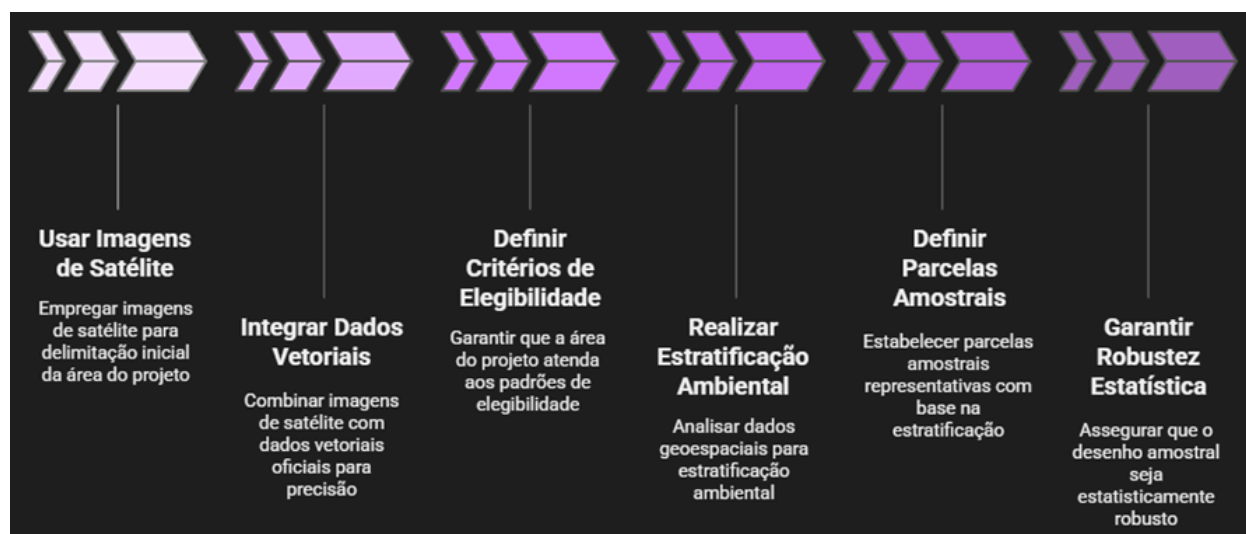 Usar Imagens
de Satélite
Empregar imagens
de satélite para
delimitação inicial
da área do projeto
Integrar Dados
Vetoriais
Combinar imagens
de satélite com
dados vetoriais
oficiais para
precisão
Definir
Critérios de
Elegibilidade
Garantir que a área
do projeto atenda
aos padrões de
elegibilidade
Realizar
Estratificação
Ambiental
Analisar dados
geoespaciais para
estratificação
ambiental
Definir
Parcelas
Amostrais
Estabelecer parcelas
amostrais
representativas com
base na
estratificação
Garantir
Robustez
Estatística
Assegurar que o
desenho amostral
seja
estatisticamente
robusto